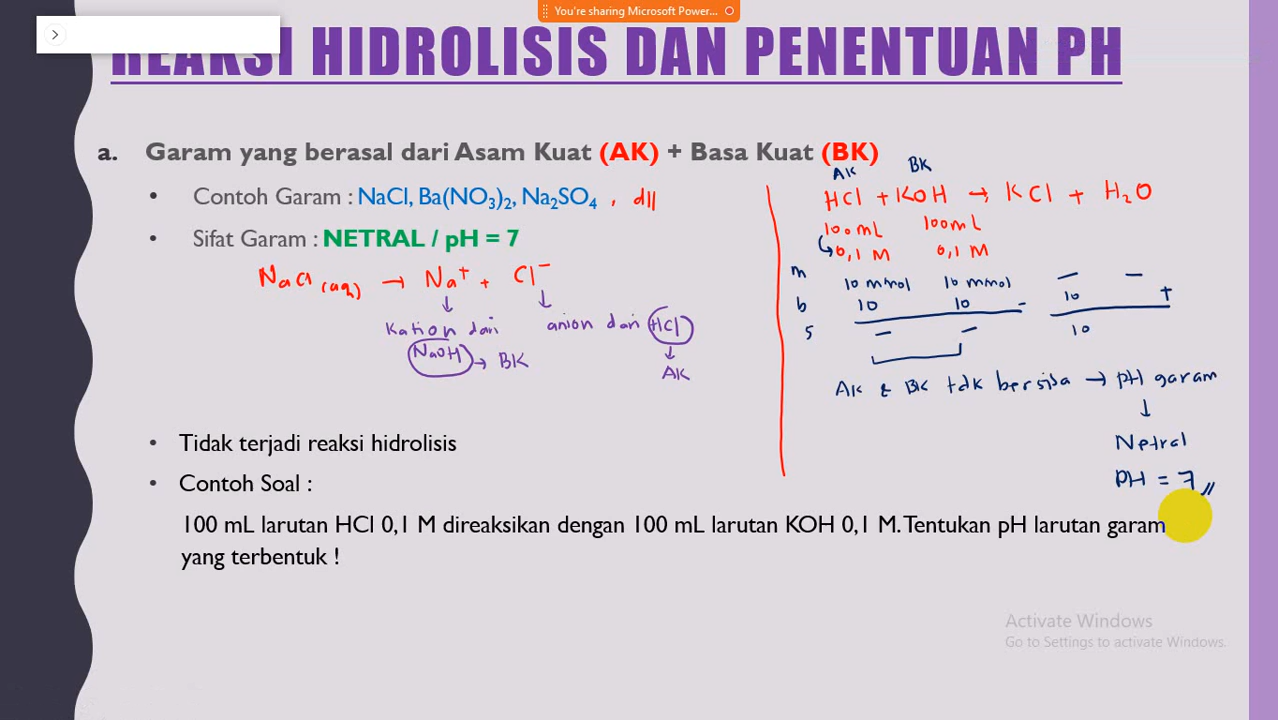 You're sharing Microsoft Power...
REAKSI HIDROLISIS DAN PENENTUAN PH
a. Garam yang berasal dari Asam Kuat (AK) + Basa Kuat (BK)
• Contoh Garam : NaCl, Ba(NO₃)₂, Na₂SO₄ , dll
• Sifat Garam : NETRAL / pH = 7
NaCl (aq) → Na⁺ + Cl⁻
Kation dari anion dari HCl
NaOH → BK
AK
AK BK
HCl + KOH → KCl + H₂O
100 mL 100 mL
0,1 M 0,1 M
m 10 mmol 10 mmol – –
b 10 10 – 10 +
s – – 10
AK & BK tdk bersisa → pH garam
↓
Netral
PH = 7 //
• Tidak terjadi reaksi hidrolisis
• Contoh Soal :
100 mL larutan HCl 0,1 M direaksikan dengan 100 mL larutan KOH 0,1 M. Tentukan pH larutan garam
yang terbentuk !
Activate Windows
Go to Settings to activate Windows.